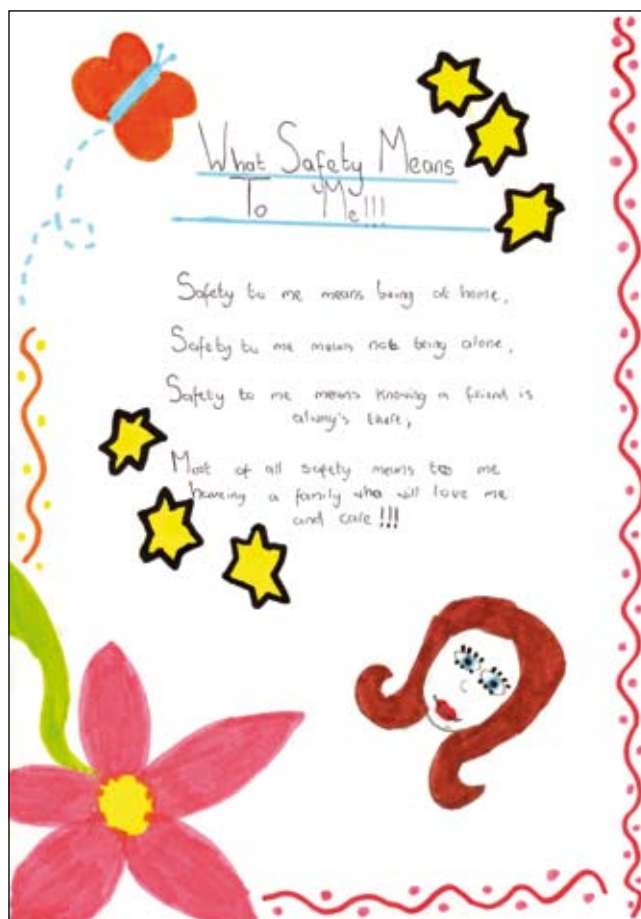 What Safety Means
To Me!!!
Safety to me means being at home,
Safety to me means not being alone,
Safety to me means knowing a friend is
always there,
Most of all safety means to me
haveing a family who will love me
and care!!!